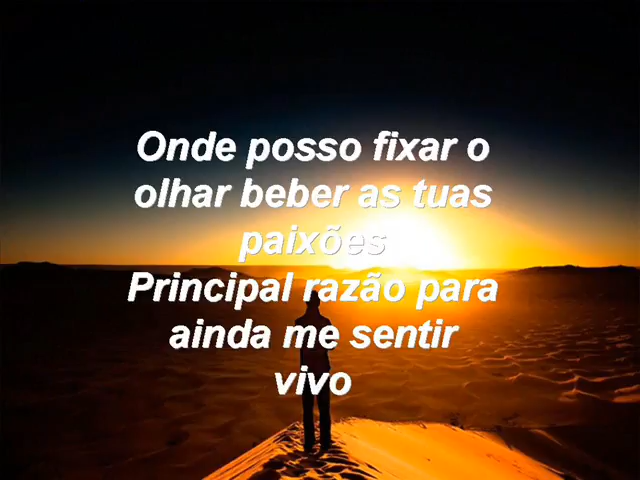 Onde posso fixar o
olhar beber as tuas
paixões
Principal razão para
ainda me sentir
vivo